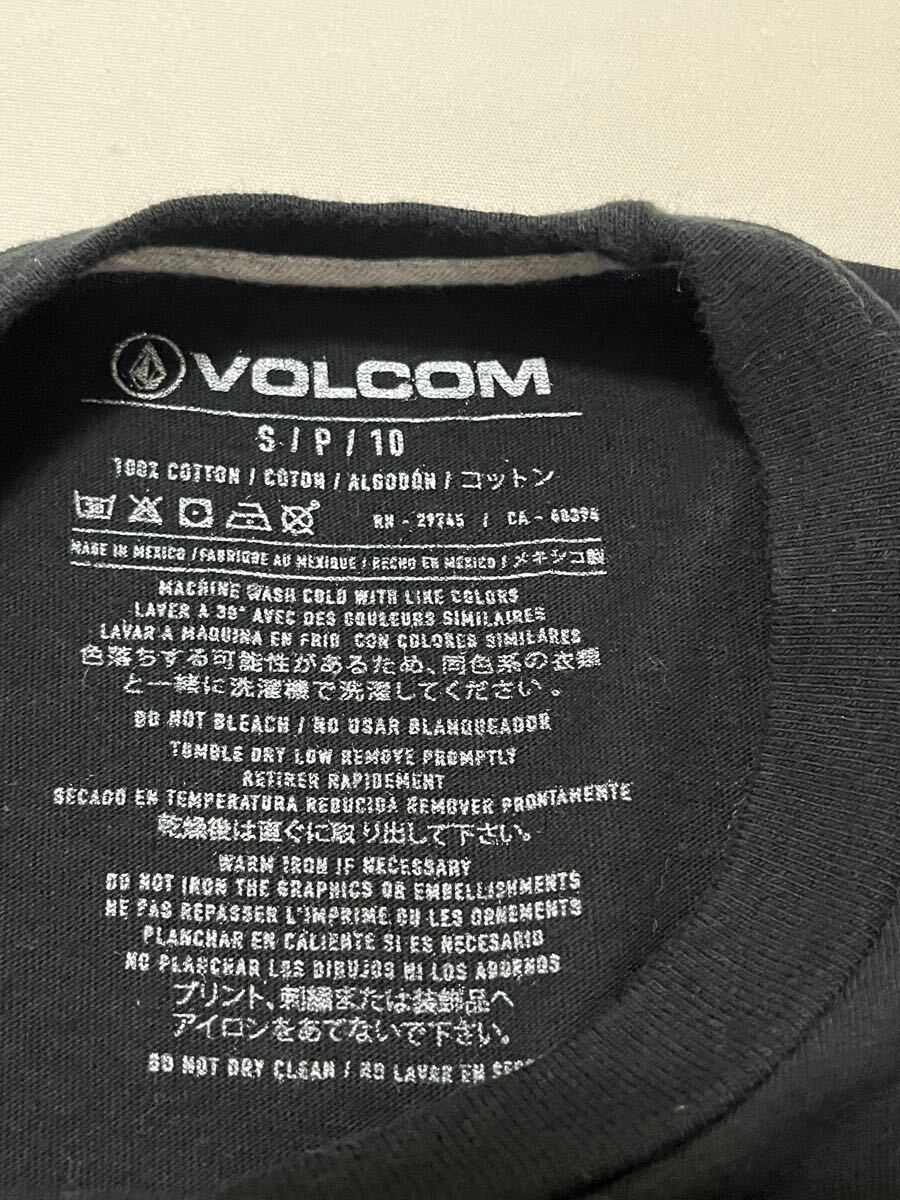 VOLCOM
S / P / 10
100% COTTON / COTON / ALGODÓN / コットン
30
RN - 29765 / CA - 60394
MADE IN MEXICO / FABRIQUE AU MEXIQUE / HECHO EN MEXICO / メキシコ製
MACHINE WASH COLD WITH LIKE COLORS
LAVER A 30° AVEC DES COULEURS SIMILAIRES
LAVAR A MAQUINA EN FRIO CON COLORES SIMILARES
色落ちする可能性があるため、同色系の衣類
と一緒に洗濯機で洗濯してください。
DO NOT BLEACH / NO USAR BLANQUEADOR
TUMBLE DRY LOW REMOVE PROMPTLY
RETIRER RAPIDEMENT
SECADO EN TEMPERATURA REDUCIDA REMOVER PRONTAMENTE
乾燥後は直ぐに取り出して下さい。
WARM IRON IF NECESSARY
DO NOT IRON THE GRAPHICS OR EMBELLISHMENTS
NE PAS REPASSER L'IMPRIME OU LES ORNEMENTS
PLANCHAR EN CALIENTE SI ES NECESARIO
NO PLANCHAR LOS DIBUJOS NI LOS ADORNOS
プリント、刺繍または装飾品へ
アイロンをあてないで下さい。
DO NOT DRY CLEAN / NO LAVAR EN